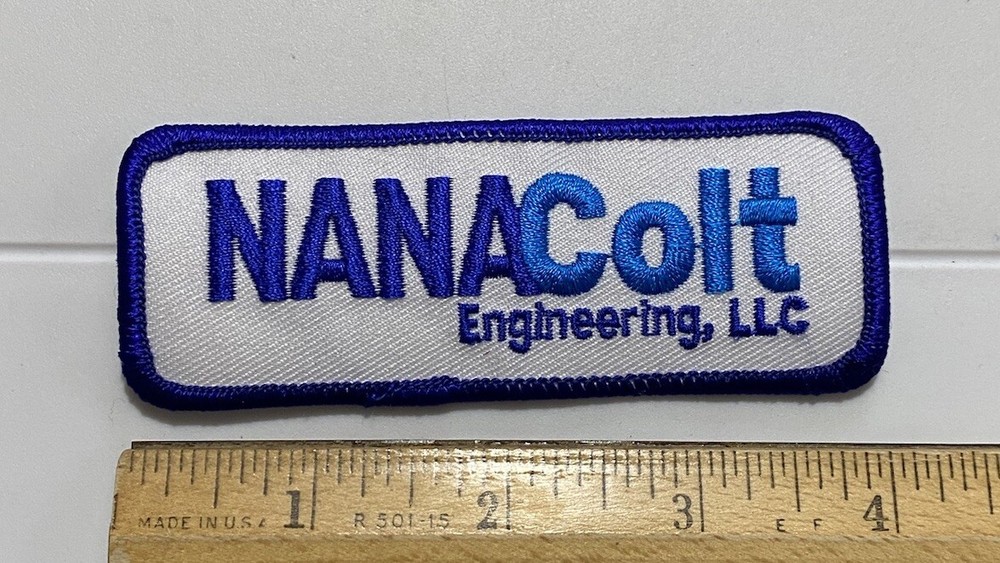 NANAColt
Engineering, LLC
1 2 3 4
MADE IN U.S.A R 501-15 E F